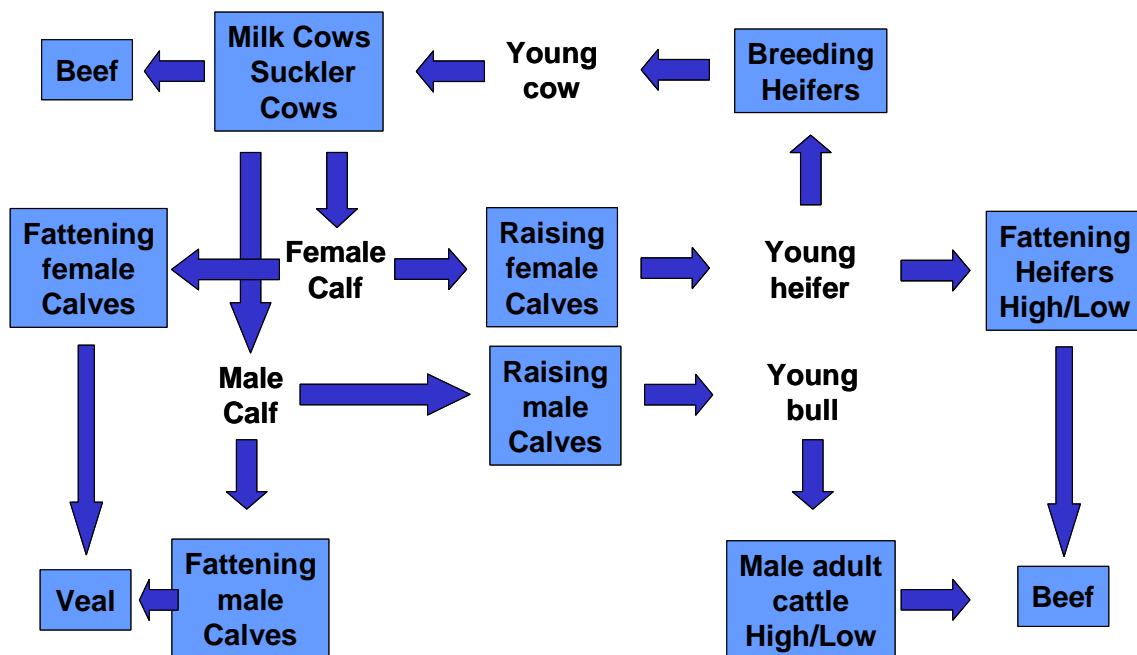 Beef
Milk Cows
Suckler
Cows
Young
cow
Breeding
Heifers
Fattening
female
Calves
Female
Calf
Raising
female
Calves
Young
heifer
Fattening
Heifers
High/Low
Male
Calf
Raising
male
Calves
Young
bull
Veal
Fattening
male
Calves
Male adult
cattle
High/Low
Beef